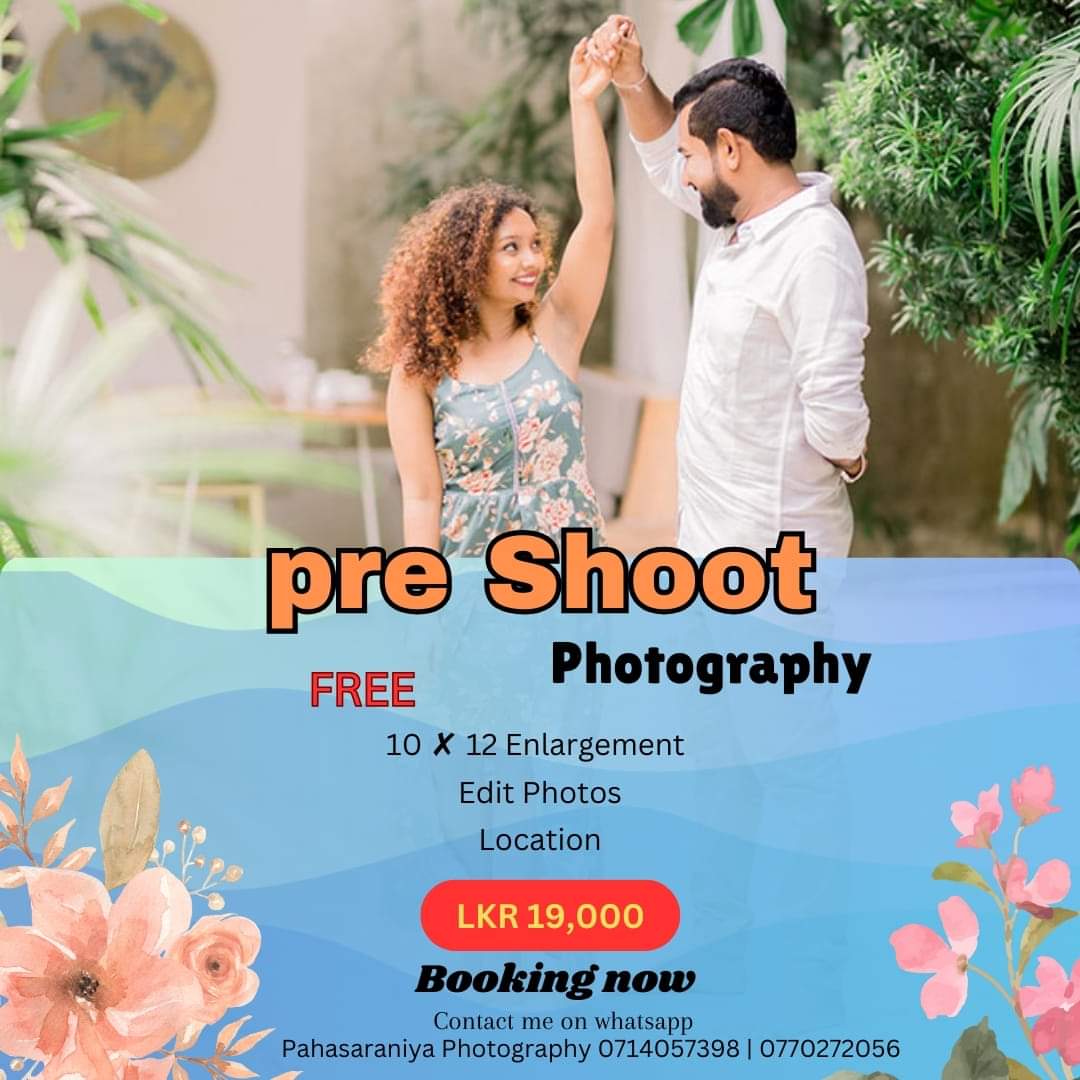 pre Shoot
Photography
FREE
10 ✘ 12 Enlargement
Edit Photos
Location
LKR 19,000
Booking now
Contact me on whatsapp
Pahasaraniya Photography 0714057398 | 0770272056